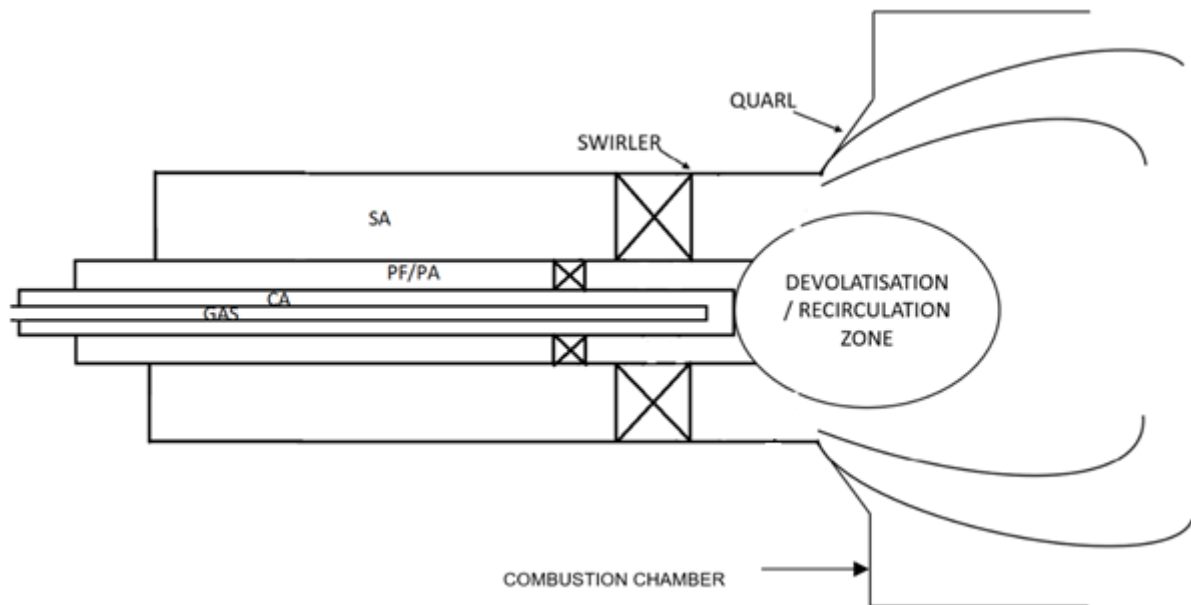 QUARL
SWIRLER
SA
PF/PA
CA
GAS
DEVOLATISATION
/ RECIRCULATION
ZONE
COMBUSTION CHAMBER